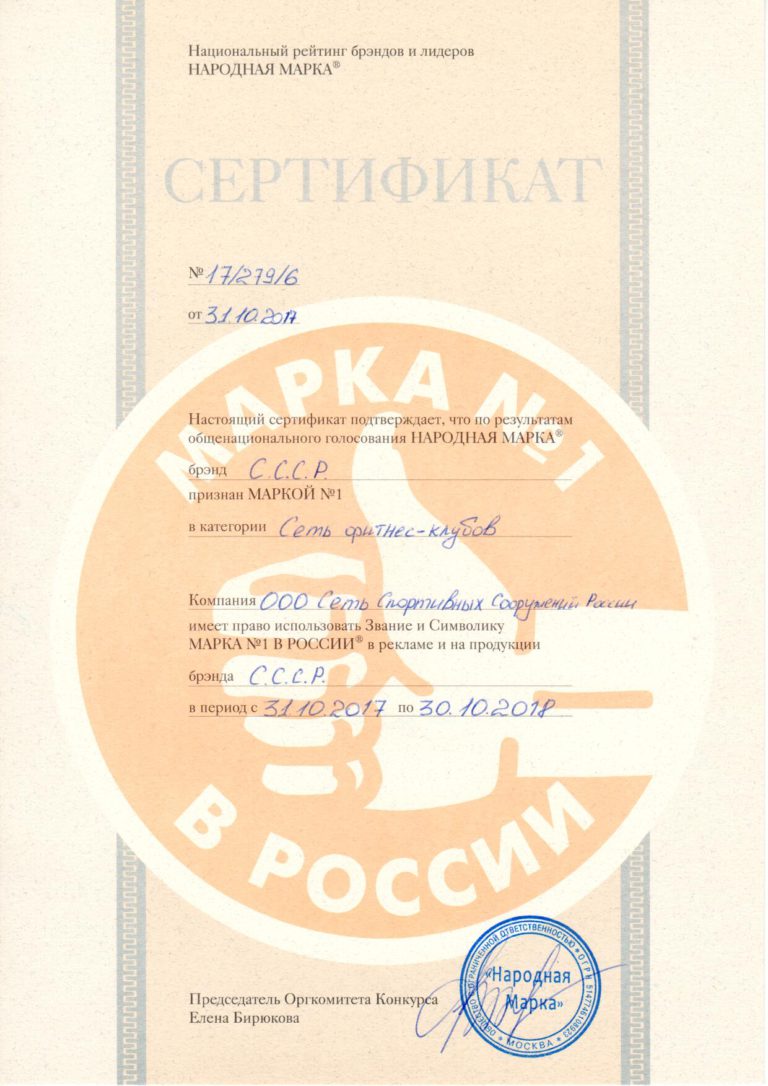 Национальный рейтинг брэндов и лидеров
НАРОДНАЯ МАРКА®
СЕРТИФИКАТ
№ 17/279/6
от 31.10.2017
МАРКА №1
Настоящий сертификат подтверждает, что по результатам
общенационального голосования НАРОДНАЯ МАРКА®
брэнд С.С.С.Р.
признан МАРКОЙ №1
в категории Сеть фитнес-клубов
Компания ООО Сеть Спортивных Сооружений России
имеет право использовать Звание и Символику
МАРКА №1 В РОССИИ® в рекламе и на продукции
брэнда С.С.С.Р.
в период с 31.10.2017 по 30.10.2018
В РОССИИ
Председатель Оргкомитета Конкурса
Елена Бирюкова
«Народная
Марка»
ОГРАНИЧЕННОЙ ОТВЕТСТВЕННОСТЬЮ * ОГРН
* МОСКВА *